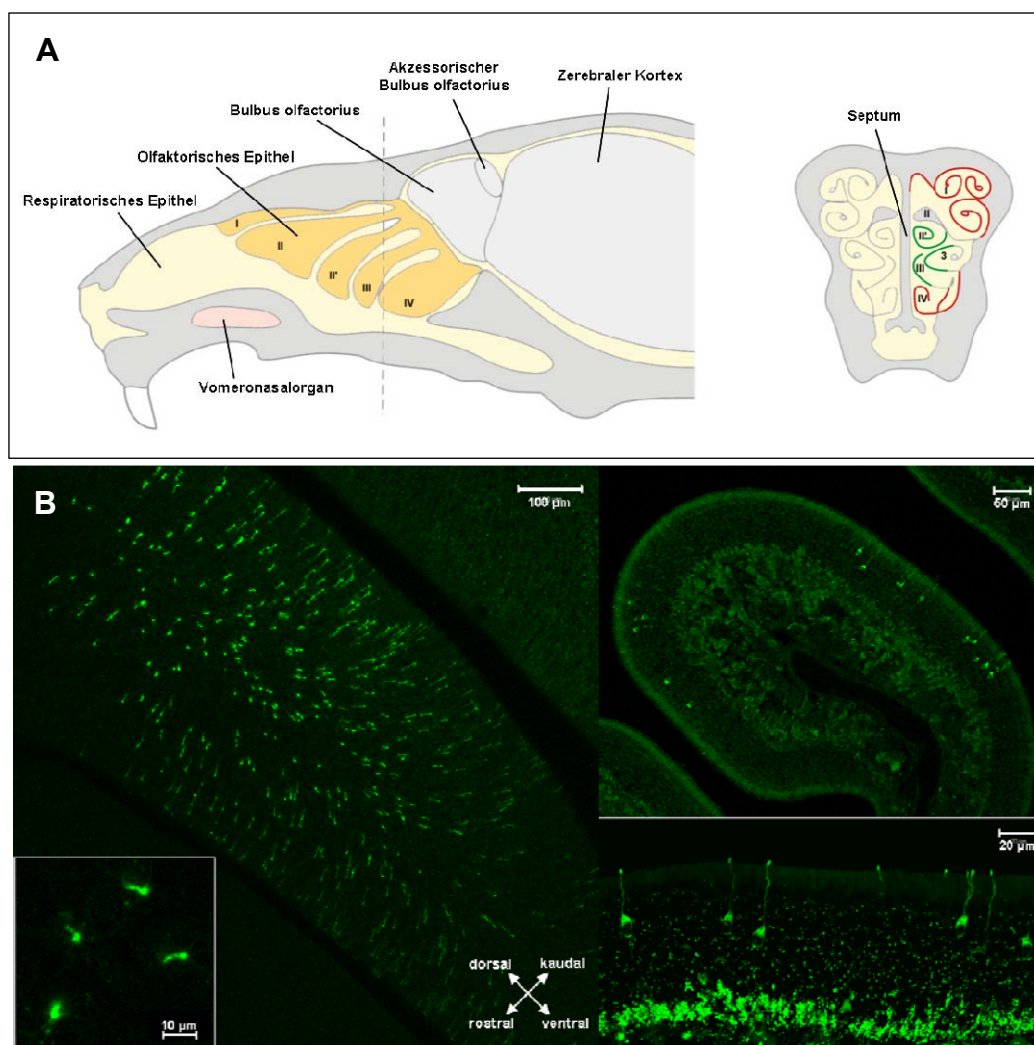 A
Akzessorischer
Bulbus olfactorius
Zerebraler Kortex
Bulbus olfactorius
Septum
Olfaktorisches Epithel
Respiratorisches Epithel
I
II
II'
III
IV
Vomeronasalorgan
I
II
II'
3
III
IV
B
100 µm
50 µm
20 µm
dorsal kaudal
rostral ventral
10 µm